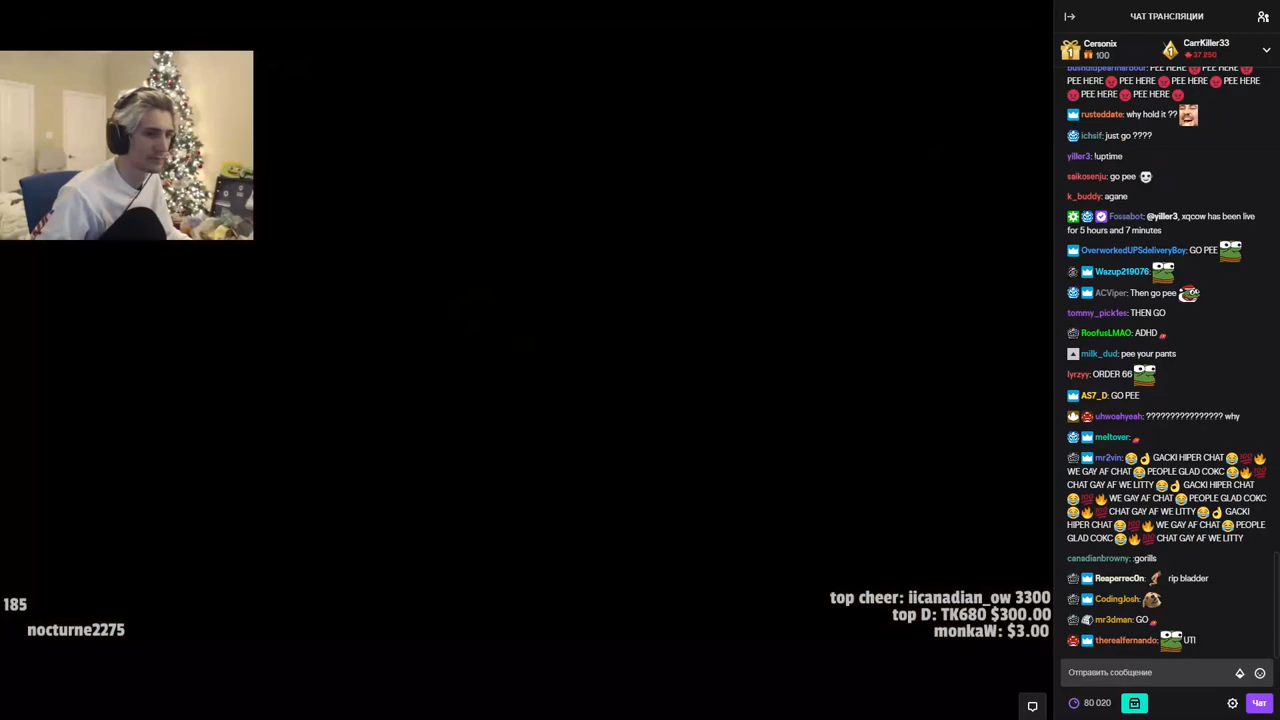 ЧАТ ТРАНСЛЯЦИИ
Cersonix
100
CarrKiller33
37 250
PEE HERE PEE HERE
PEE HERE PEE HERE PEE HERE PEE HERE
PEE HERE PEE HERE
rusteddate: why hold it ??
ichsif: just go ????
yiller3: !uptime
saikosenju: go pee
k_buddy: agane
Fossabot: @yiller3, xqcow has been live
for 5 hours and 7 minutes
OverworkedUPSdeliveryBoy: GO PEE
Wazup219076:
ACViper: Then go pee
tommy_pick1es: THEN GO
RoofusLMAO: ADHD
milk_dud: pee your pants
lyrzyy: ORDER 66
AS7_D: GO PEE
uhwoahyeah: ???????????????? why
meltover:
mr2vin: 😂👌 GACKI HIPER CHAT 😂💯🔥
WE GAY AF CHAT 😂 PEOPLE GLAD COKC 😂🔥💯
CHAT GAY AF WE LITTY 😂👌 GACKI HIPER CHAT
😂💯🔥 WE GAY AF CHAT 😂 PEOPLE GLAD COKC
😂🔥💯 CHAT GAY AF WE LITTY 😂👌 GACKI
HIPER CHAT 😂💯🔥 WE GAY AF CHAT 😂 PEOPLE
GLAD COKC 😂🔥💯 CHAT GAY AF WE LITTY
canadianbrowny: :gorills
Reaperrec0n: rip bladder
CodingJosh:
mr3dman: GO
therealfernando: UTI
Отправить сообщение
80 020
Чат
185
nocturne2275
top cheer: iicanadian_ow 3300
top D: TK680 $300.00
monkaW: $3.00